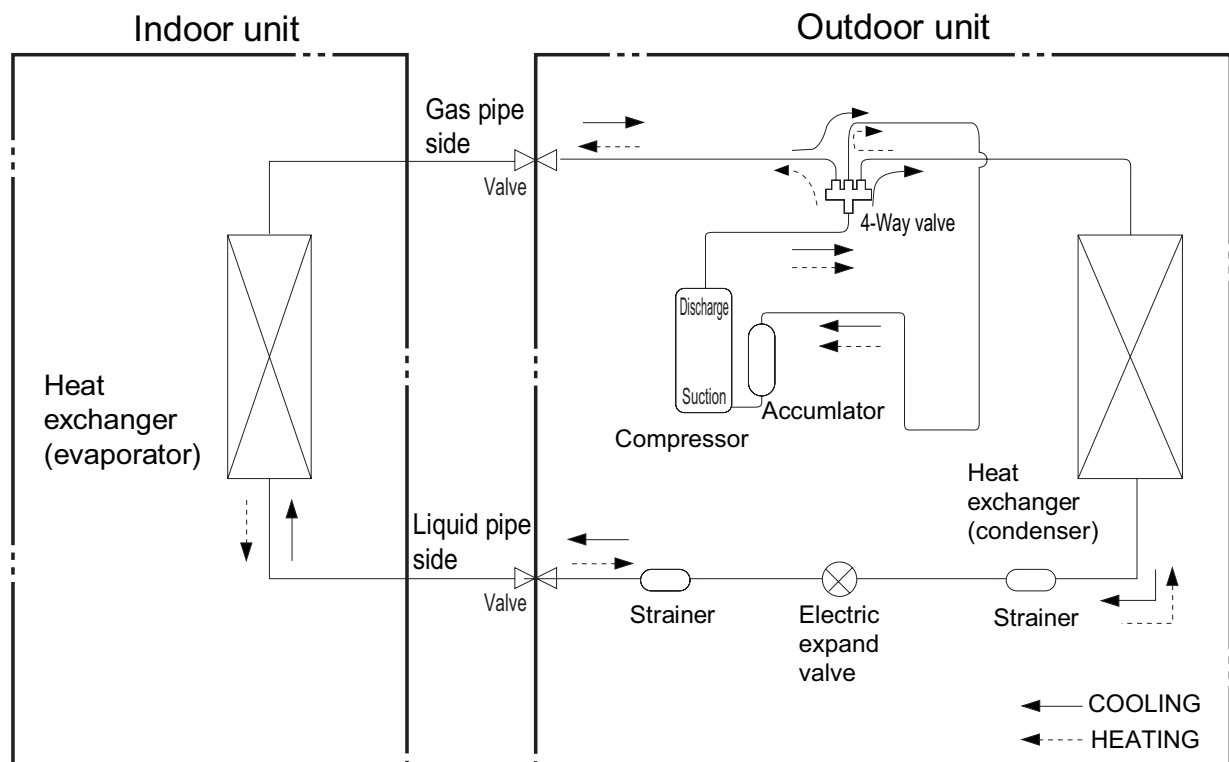 Indoor unit
Outdoor unit
Gas pipe
side
Valve
4-Way valve
Discharge
Suction
Compressor
Accumlator
Heat
exchanger
(evaporator)
Heat
exchanger
(condenser)
Liquid pipe
side
Valve
Strainer
Electric
expand
valve
Strainer
COOLING
HEATING